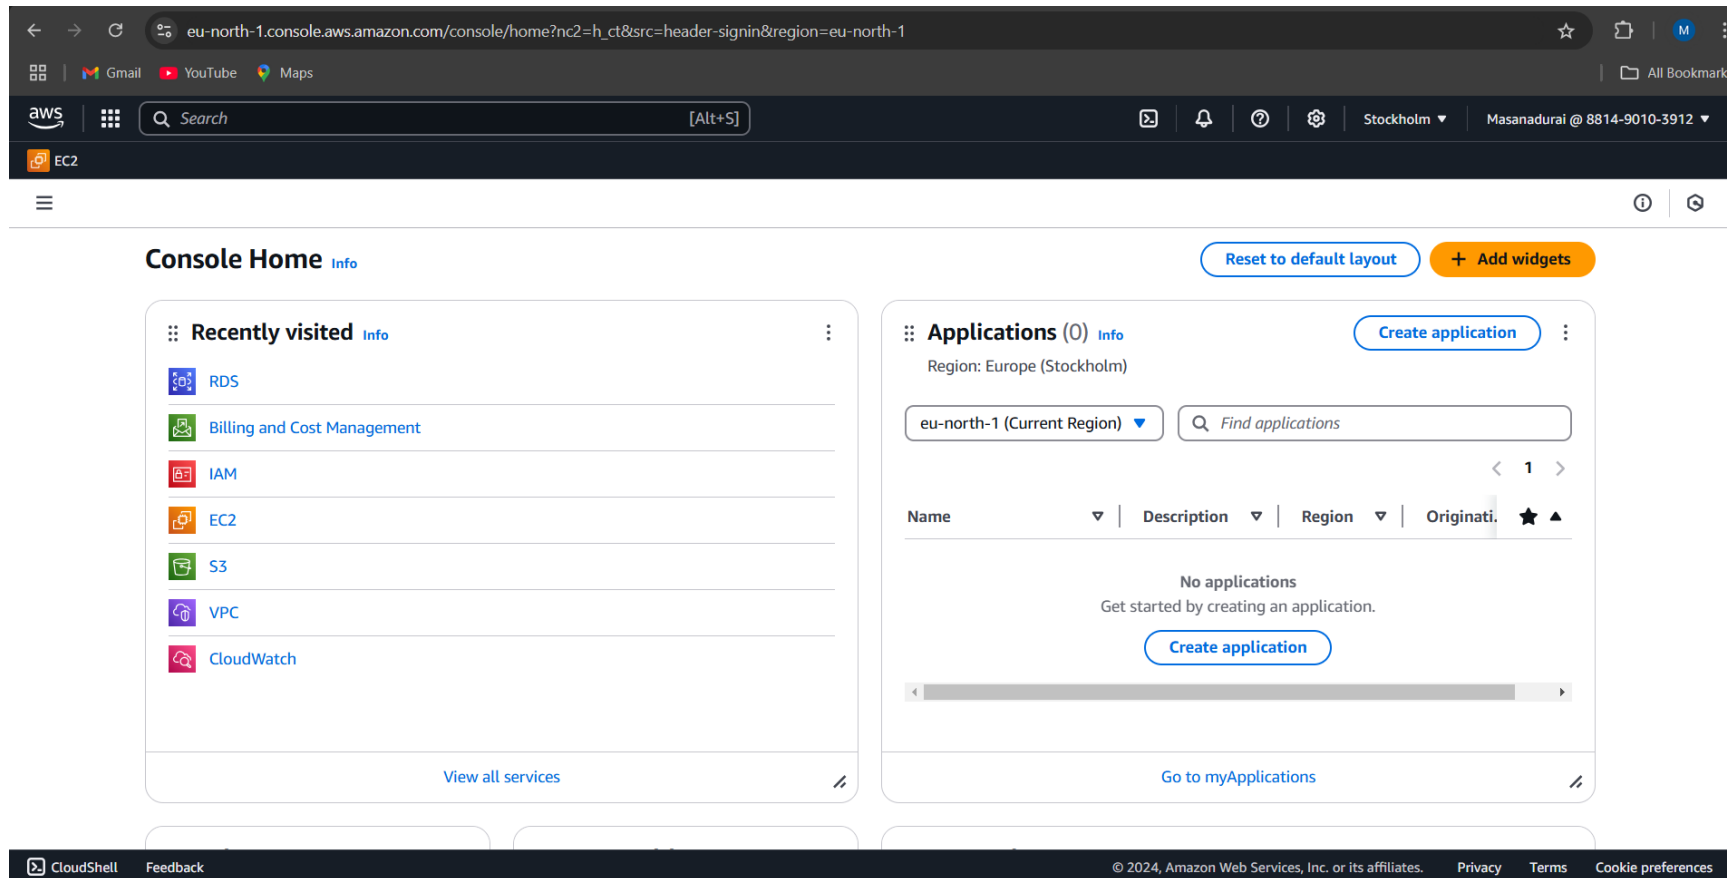 eu-north-1.console.aws.amazon.com/console/home?nc2=h_ct&src=header-signin&region=eu-north-1
M
Gmail YouTube Maps All Bookmark
aws Search [Alt+S] Stockholm Masanadurai @ 8814-9010-3912
EC2
Console Home Info Reset to default layout + Add widgets
Recently visited Info
RDS
Billing and Cost Management
IAM
EC2
S3
VPC
CloudWatch
View all services
Applications (0) Info Create application
Region: Europe (Stockholm)
eu-north-1 (Current Region) Find applications
1
Name Description Region Originati.
No applications
Get started by creating an application.
Create application
Go to myApplications
CloudShell Feedback © 2024, Amazon Web Services, Inc. or its affiliates. Privacy Terms Cookie preferences